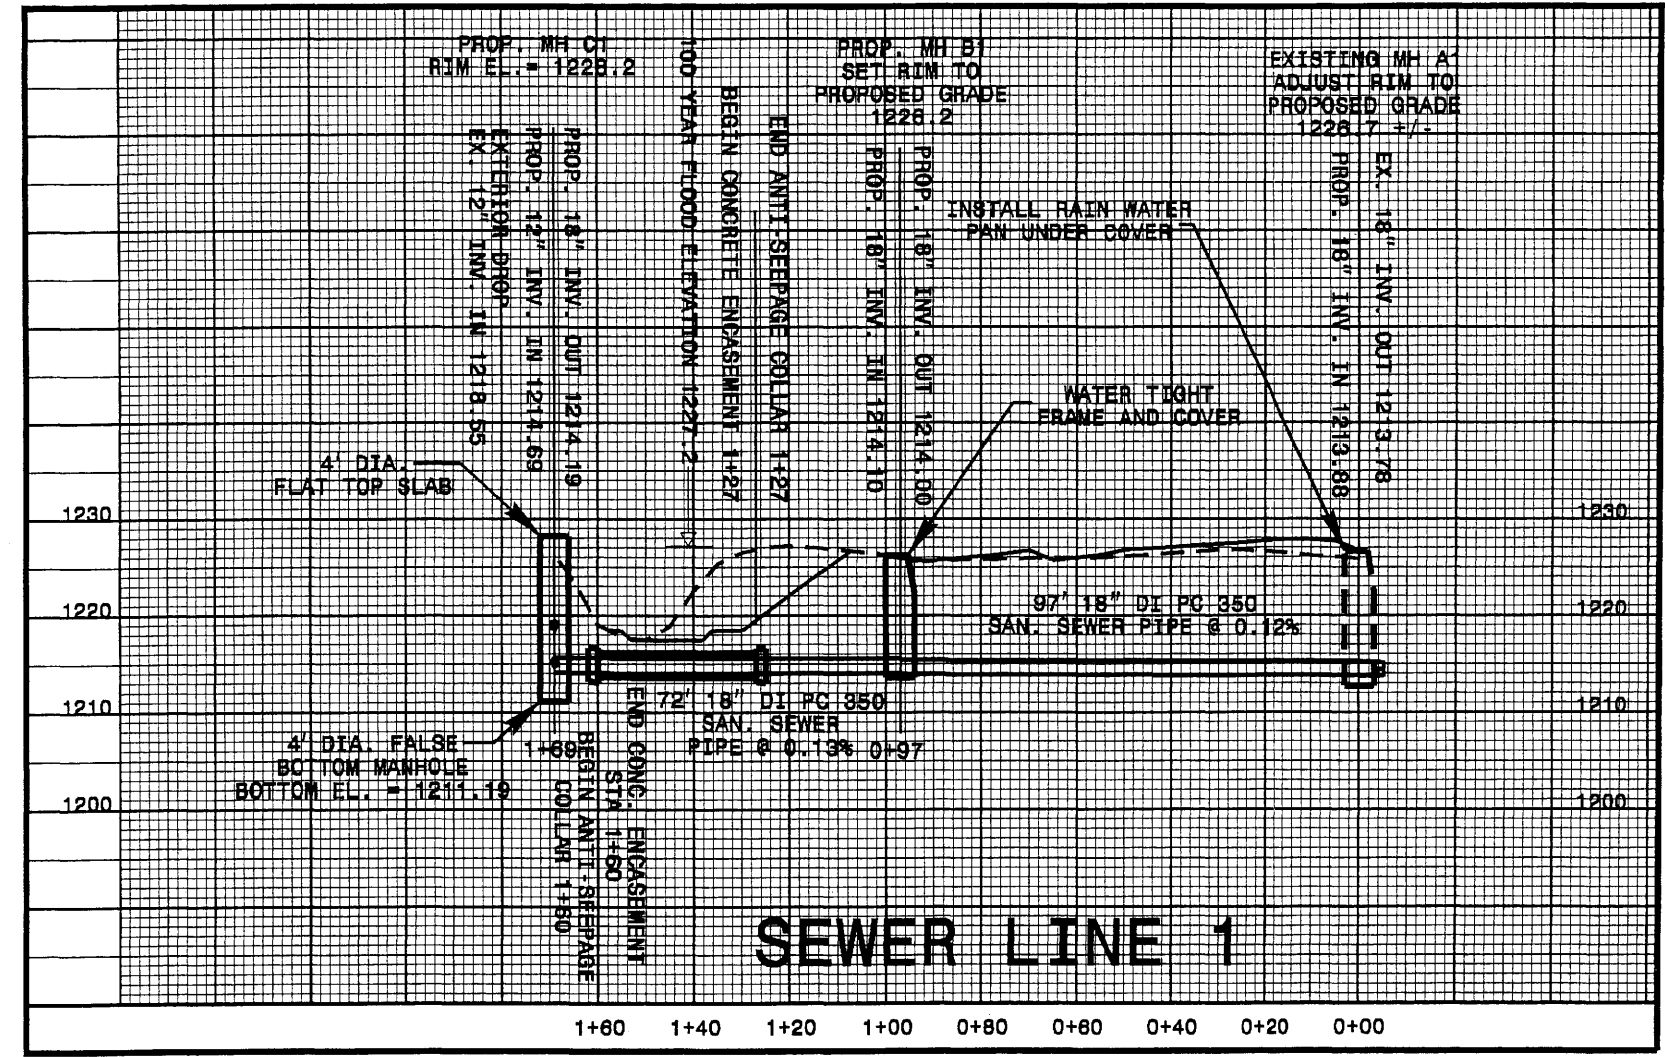 PROP. MH C1
RIM EL.= 1228.2
PROP. MH B1
SET RIM TO
PROPOSED GRADE
1226.2
EXISTING MH A1
ADJUST RIM TO
PROPOSED GRADE
1226.7 +/-
EX. 12" INV. IN 1218.55
EXTERIOR DROP
PROP. 12" INV. IN 1214.69
PROP. 18" INV. OUT 1214.19
100 YEAR FLOOD ELEVATION 1227.2
BEGIN CONCRETE ENCASEMENT 1+27
END ANTI-SEEPAGE COLLAR 1+27
PROP. 18" INV. IN 1214.10
PROP. 18" INV. OUT 1214.00
INSTALL RAIN WATER
PAN UNDER COVER
PROP. 18" INV. IN 1213.88
EX. 18" INV. OUT 1213.78
WATER TIGHT
FRAME AND COVER
4' DIA.
FLAT TOP SLAB
1230
1230
1220
1220
97' 18" DI PC 350
SAN. SEWER PIPE @ 0.12%
1210
1210
72' 18" DI PC 350
SAN. SEWER
PIPE @ 0.13%
4' DIA. FALSE
BOTTOM MANHOLE
BOTTOM EL. = 1211.19
1+69
0+97
1200
1200
END CONC. ENCASEMENT
STA 1+60
BEGIN ANTI-SEEPAGE
COLLAR 1+60
SEWER LINE 1
1+60 1+40 1+20 1+00 0+80 0+60 0+40 0+20 0+00